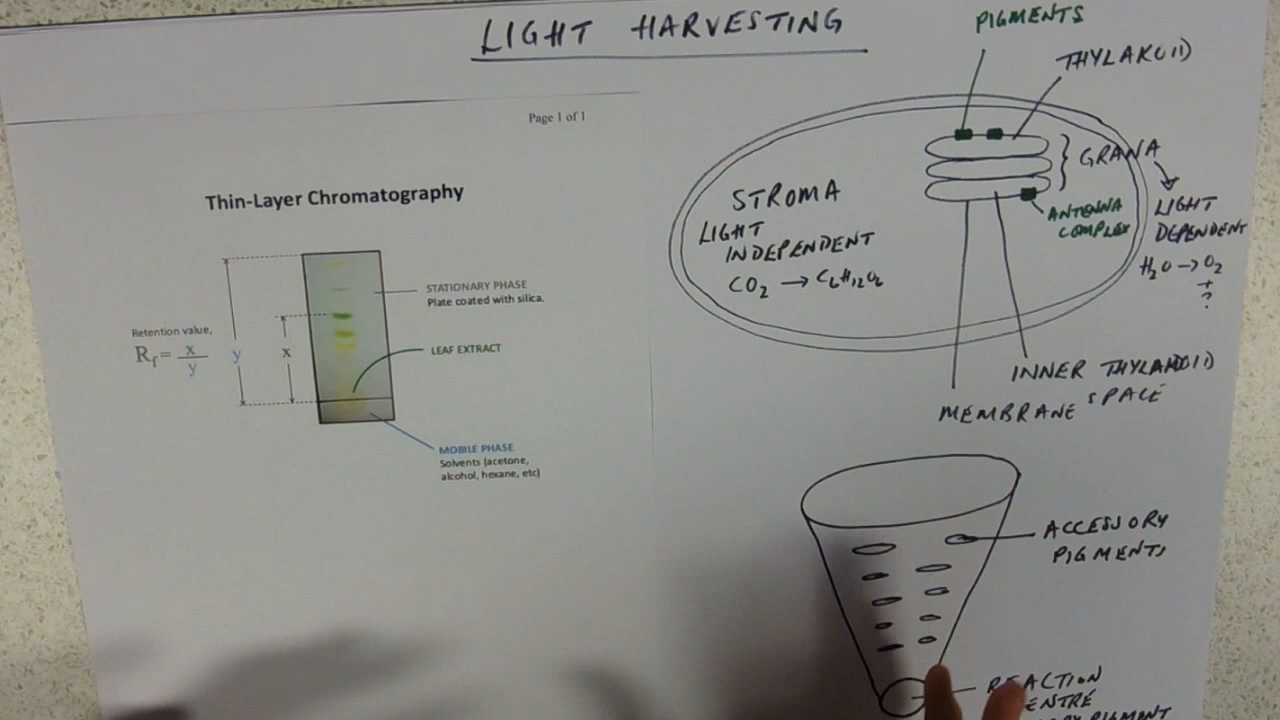 LIGHT HARVESTING
Page 1 of 1
Thin-Layer Chromatography
STATIONARY PHASE
Plate coated with silica.
Retention value,
Rf = x/y
y
x
LEAF EXTRACT
MOBILE PHASE
Solvents (acetone,
alcohol, hexane, etc)
PIGMENTS
THYLAKOID
GRANA
STROMA
LIGHT
INDEPENDENT
CO2 → C6H12O2
ANTENNA
COMPLEX
LIGHT
DEPENDENT
H2O → O2
+
?
INNER THYLAKOID
SPACE
MEMBRANE
ACCESSORY
PIGMENTS
REACTION
PIGMENT